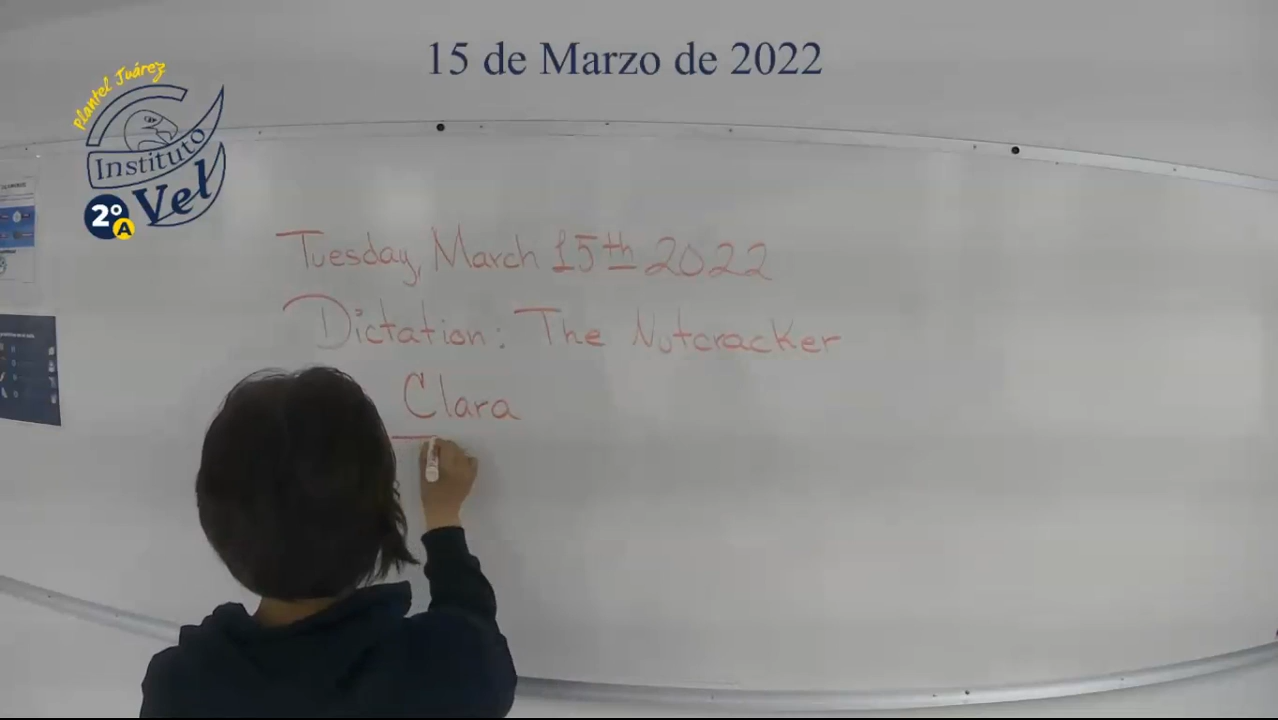 15 de Marzo de 2022
Plantel Juárez
Instituto
Vel
2° A
Tuesday, March 15th 2022
Dictation: The Nutcracker
Clara